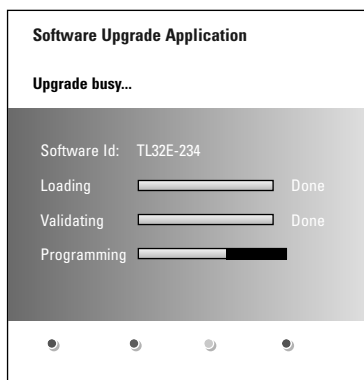 Software Upgrade Application
Upgrade busy...
Software Id: TL32E-234
Loading Done
Validating Done
Programming